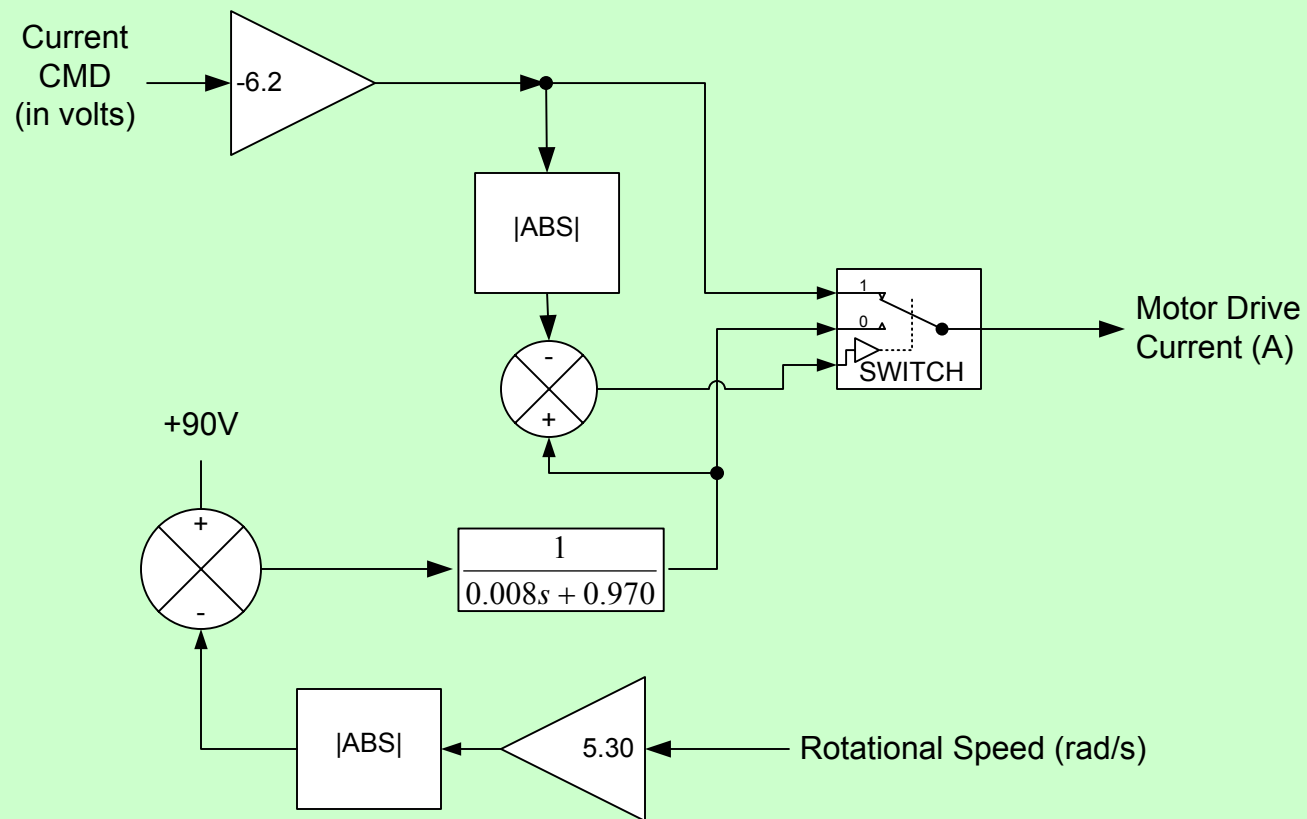 Current
CMD
(in volts)
-6.2
|ABS|
1
0
SWITCH
Motor Drive
Current (A)
-
+
+90V
+
-
1
0.008s + 0.970
|ABS|
5.30
Rotational Speed (rad/s)